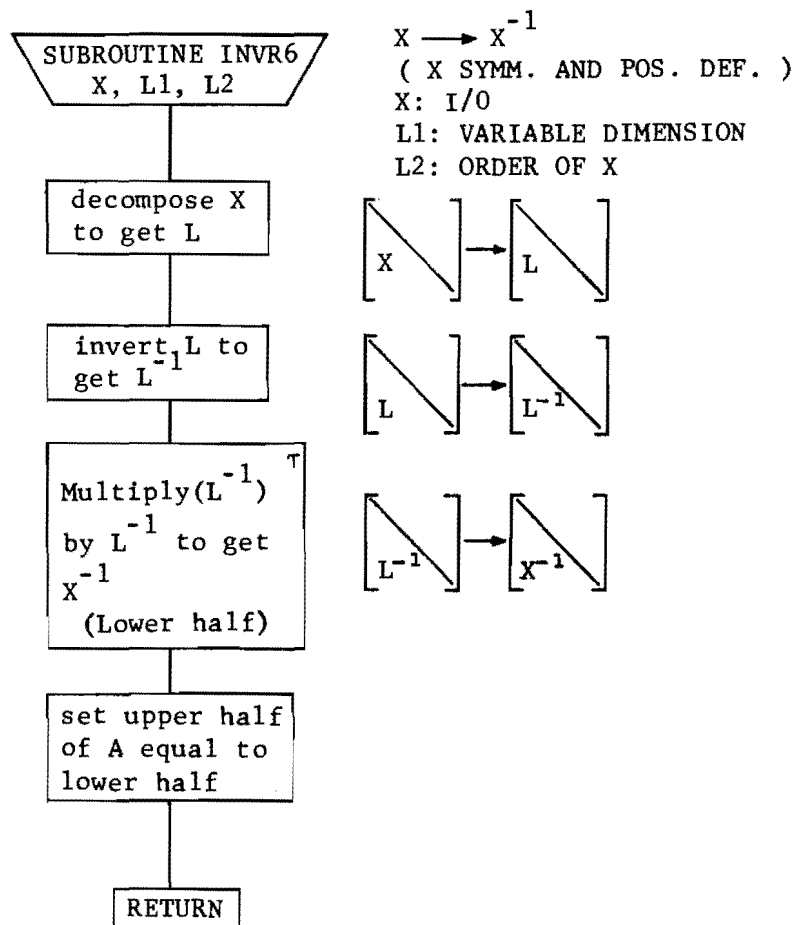 SUBROUTINE INVR6
X, L1, L2
X → X⁻¹
( X SYMM. AND POS. DEF. )
X: I/O
L1: VARIABLE DIMENSION
L2: ORDER OF X
decompose X
to get L
X → L
invert L to
get L⁻¹
L → L⁻¹
Multiply(L⁻¹)ᵀ
by L⁻¹ to get
X⁻¹
(Lower half)
L⁻¹ → X⁻¹
set upper half
of A equal to
lower half
RETURN